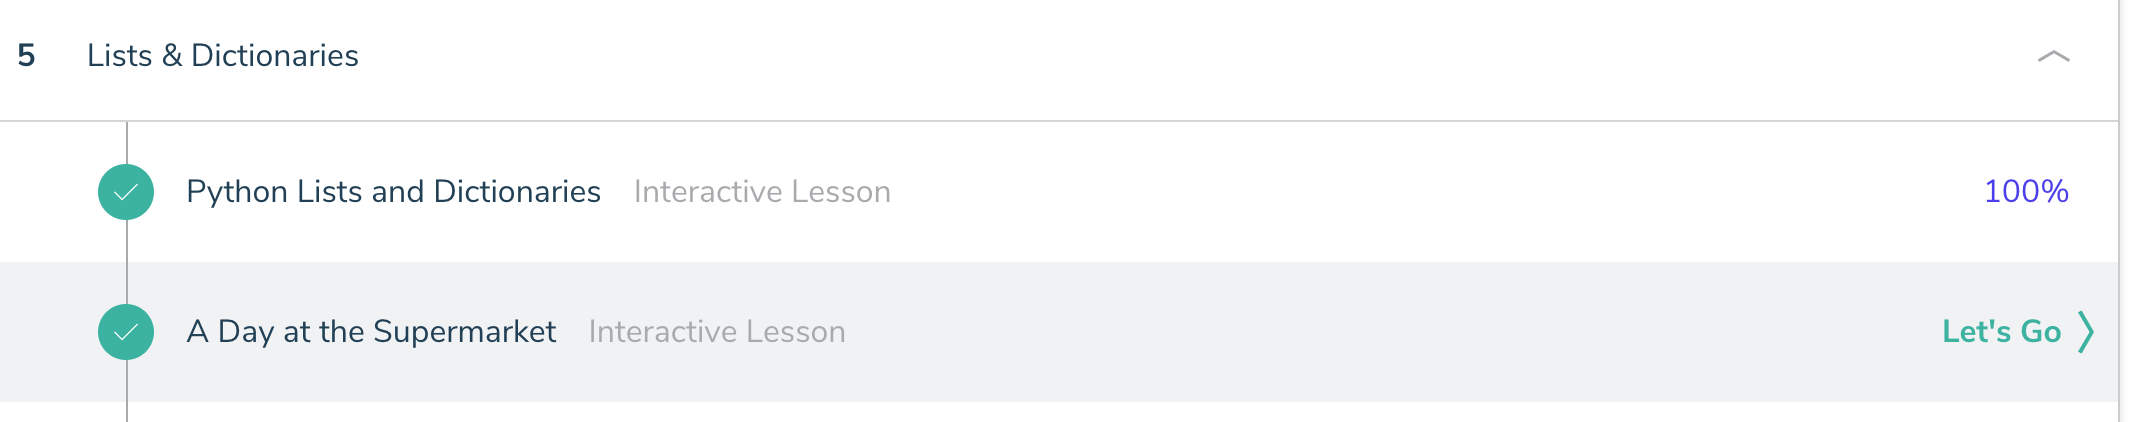 5 Lists & Dictionaries
Python Lists and Dictionaries Interactive Lesson 100%
A Day at the Supermarket Interactive Lesson Let's Go